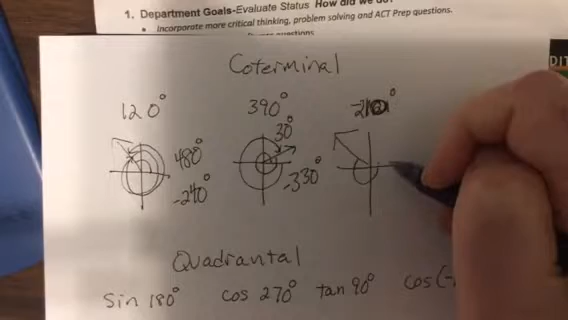 1. Department Goals-Evaluate Status How did we do?
• Incorporate more critical thinking, problem solving and ACT Prep questions.
Coterminal
120° 390°
30°
480°
-330°
-240°
Quadrantal
sin 180° cos 270° tan 90° cos(-